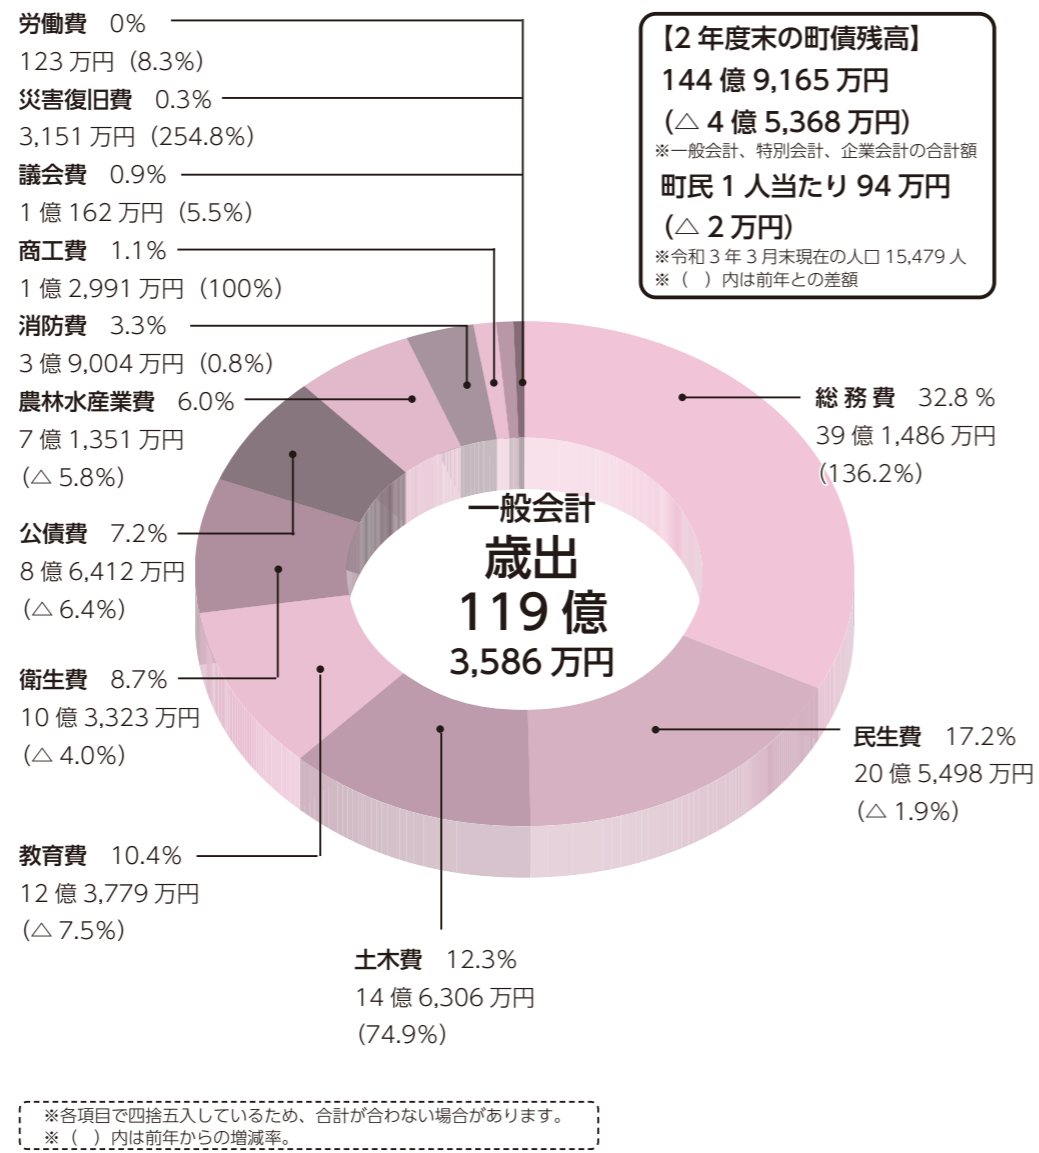 労働費 0%
123 万円（8.3%）
災害復旧費 0.3%
3,151 万円（254.8%）
議会費 0.9%
1 億 162 万円（5.5%）
商工費 1.1%
1 億 2,991 万円（100%）
消防費 3.3%
3 億 9,004 万円（0.8%）
農林水産業費 6.0%
7 億 1,351 万円
（△ 5.8%）
公債費 7.2%
8 億 6,412 万円
（△ 6.4%）
衛生費 8.7%
10 億 3,323 万円
（△ 4.0%）
教育費 10.4%
12 億 3,779 万円
（△ 7.5%）
土木費 12.3%
14 億 6,306 万円
（74.9%）
民生費 17.2%
20 億 5,498 万円
（△ 1.9%）
総 務 費 32.8 %
39 億 1,486 万円
（136.2%）
一般会計
歳出
119 億
3,586 万円
【2 年度末の町債残高】
144 億 9,165 万円
（△ 4 億 5,368 万円）
※一般会計、特別会計、企業会計の合計額
町民 1 人当たり 94 万円
（△ 2 万円）
※令和 3 年 3 月末現在の人口 15,479 人
※（　）内は前年との差額
※各項目で四捨五入しているため、合計が合わない場合があります。
※（　）内は前年からの増減率。